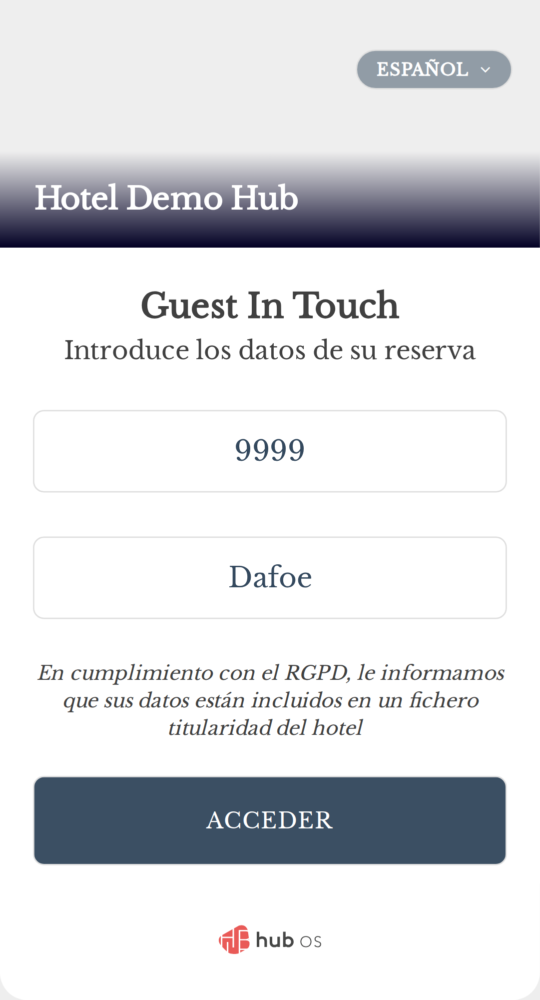 ESPAÑOL
Hotel Demo Hub
Guest In Touch
Introduce los datos de su reserva
9999
Dafoe
En cumplimiento con el RGPD, le informamos
que sus datos están incluidos en un fichero
titularidad del hotel
ACCEDER
hub os